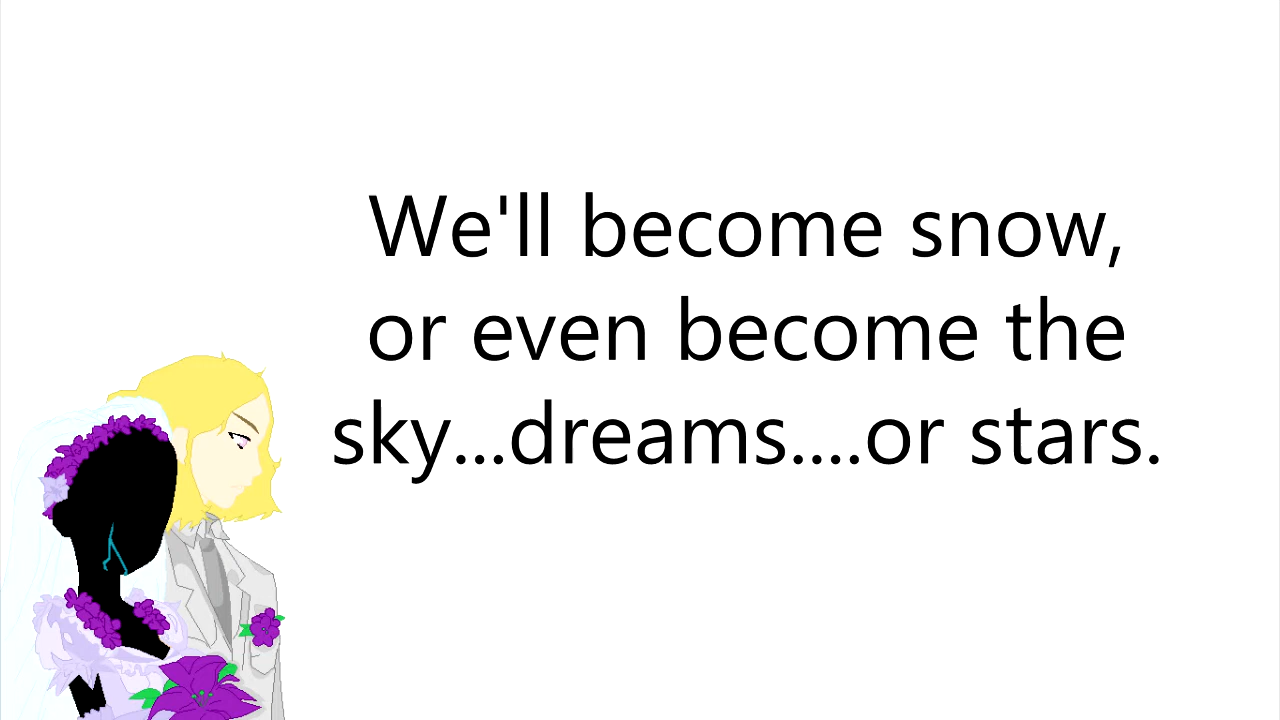 We'll become snow,
or even become the
sky...dreams....or stars.